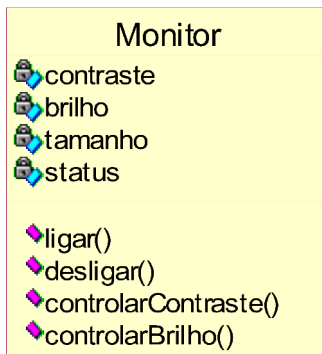 Monitor
contraste
brilho
tamanho
status
ligar()
desligar()
controlarContraste()
controlarBrilho()